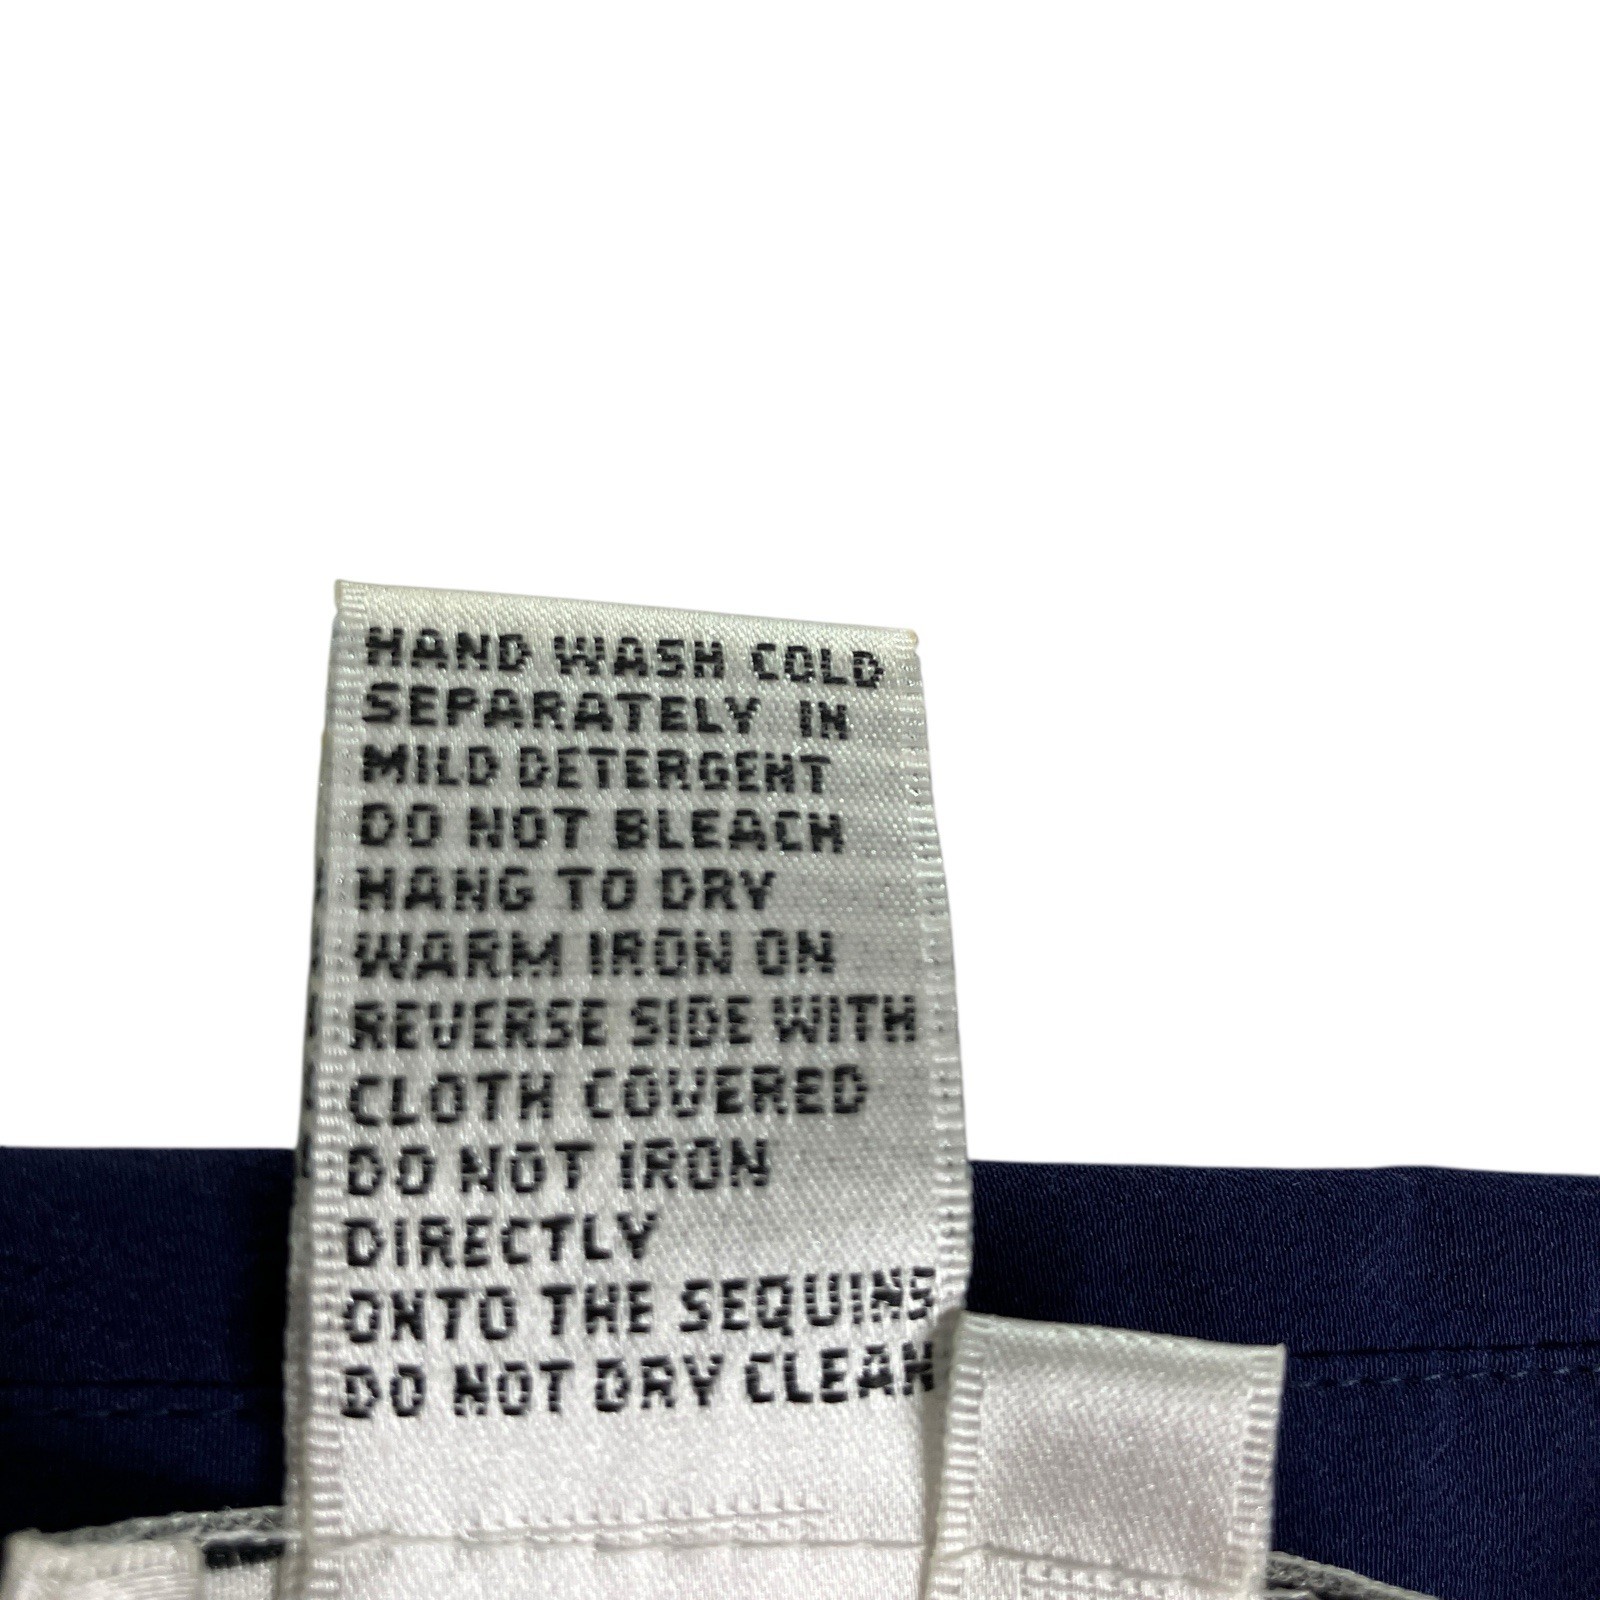 HAND WASH COLD
SEPARATELY IN
MILD DETERGENT
DO NOT BLEACH
HANG TO DRY
WARM IRON ON
REVERSE SIDE WITH
CLOTH COVERED
DO NOT IRON
DIRECTLY
ONTO THE SEQUINS
DO NOT DRY CLEAN